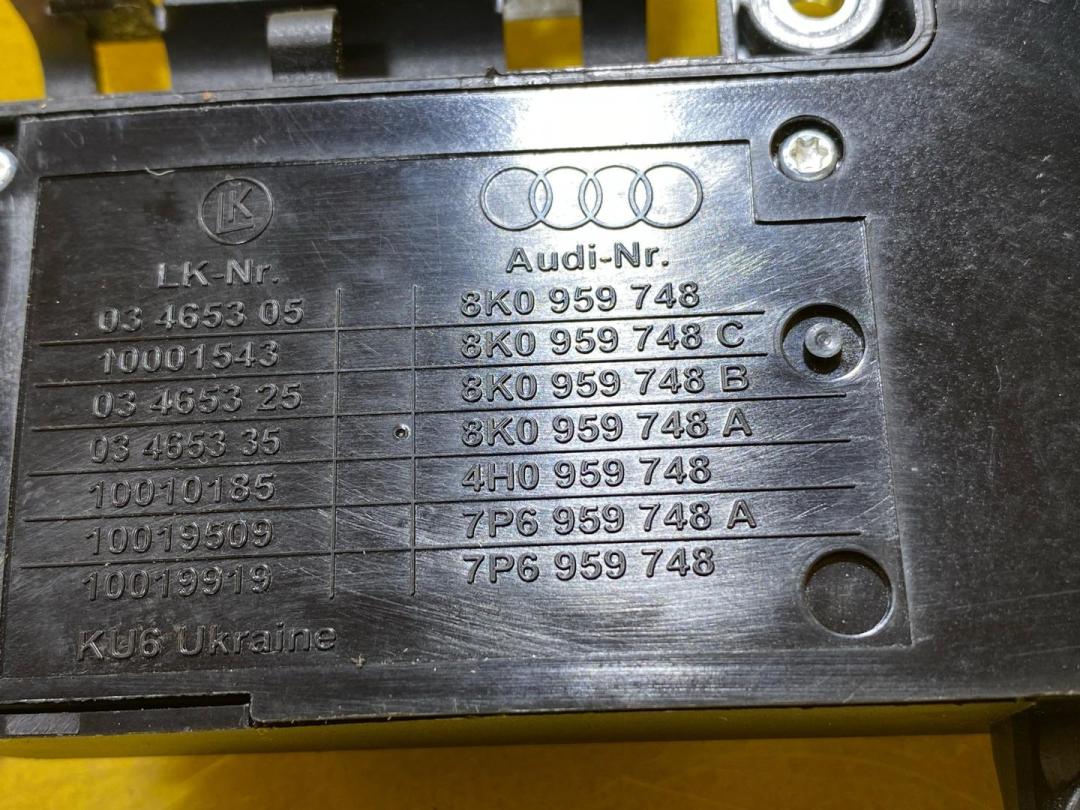 LK
LK-Nr. Audi-Nr.
03 4653 05 8K0 959 748
10001543 8K0 959 748 C
03 4653 25 8K0 959 748 B
03 4653 35 8K0 959 748 A
10010185 4H0 959 748
10019509 7P6 959 748 A
10019919 7P6 959 748
KU6 Ukraine